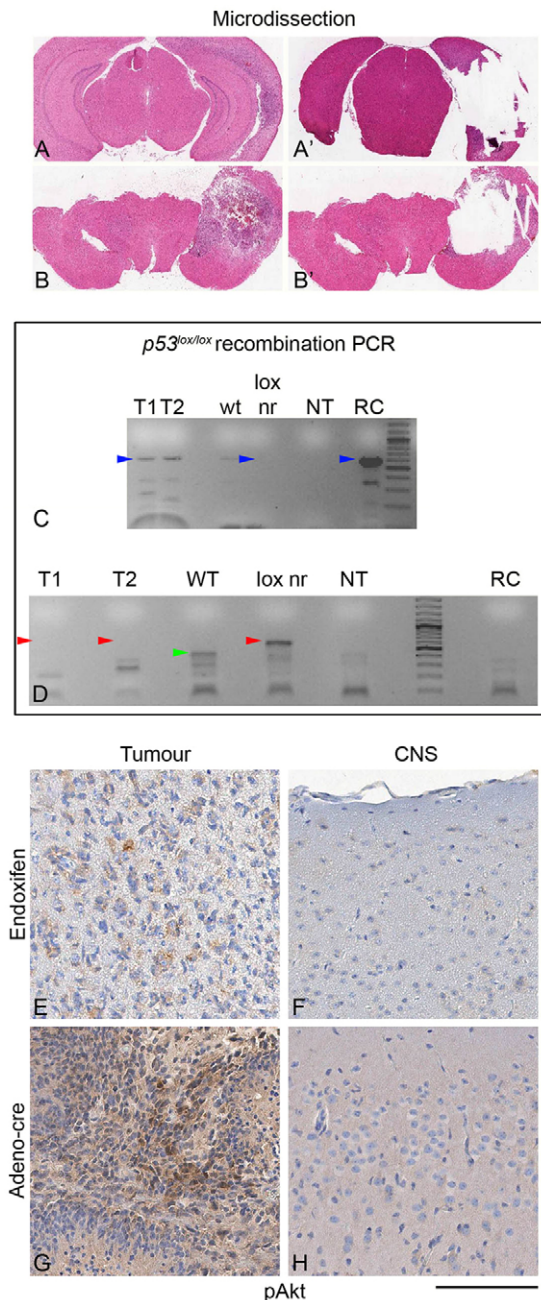 Microdissection
A A'
B B'
p53lox/lox recombination PCR
T1 T2 wt lox nr NT RC
C
T1 T2 WT lox nr NT RC
D
Tumour CNS
Endoxifen
E F
Adeno-cre
G H
pAkt